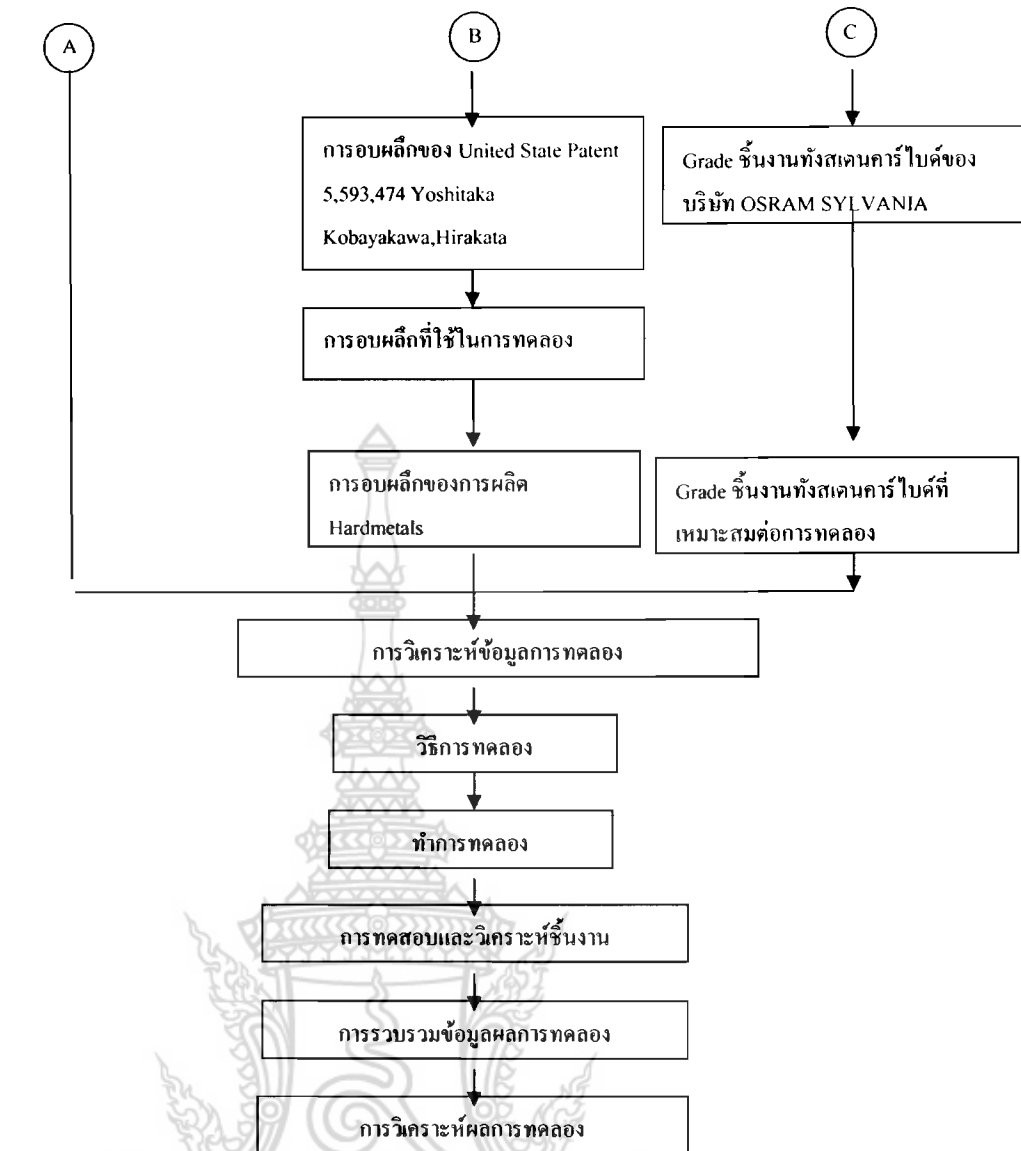 A
B
C
การอบผลึกของ United State Patent
5,593,474 Yoshitaka
Kobayakawa,Hirakata
Grade ชิ้นงานทังสเตนคาร์ไบด์ของ
บริษัท OSRAM SYLVANIA
การอบผลึกที่ใช้ในการทดลอง
การอบผลึกของการผลิต
Hardmetals
Grade ชิ้นงานทังสเตนคาร์ไบด์ที่
เหมาะสมต่อการทดลอง
การวิเคราะห์ข้อมูลการทดลอง
วิธีการทดลอง
ทำการทดลอง
การทดสอบและวิเคราะห์ชิ้นงาน
การรวบรวมข้อมูลผลการทดลอง
การวิเคราะห์ผลการทดลอง